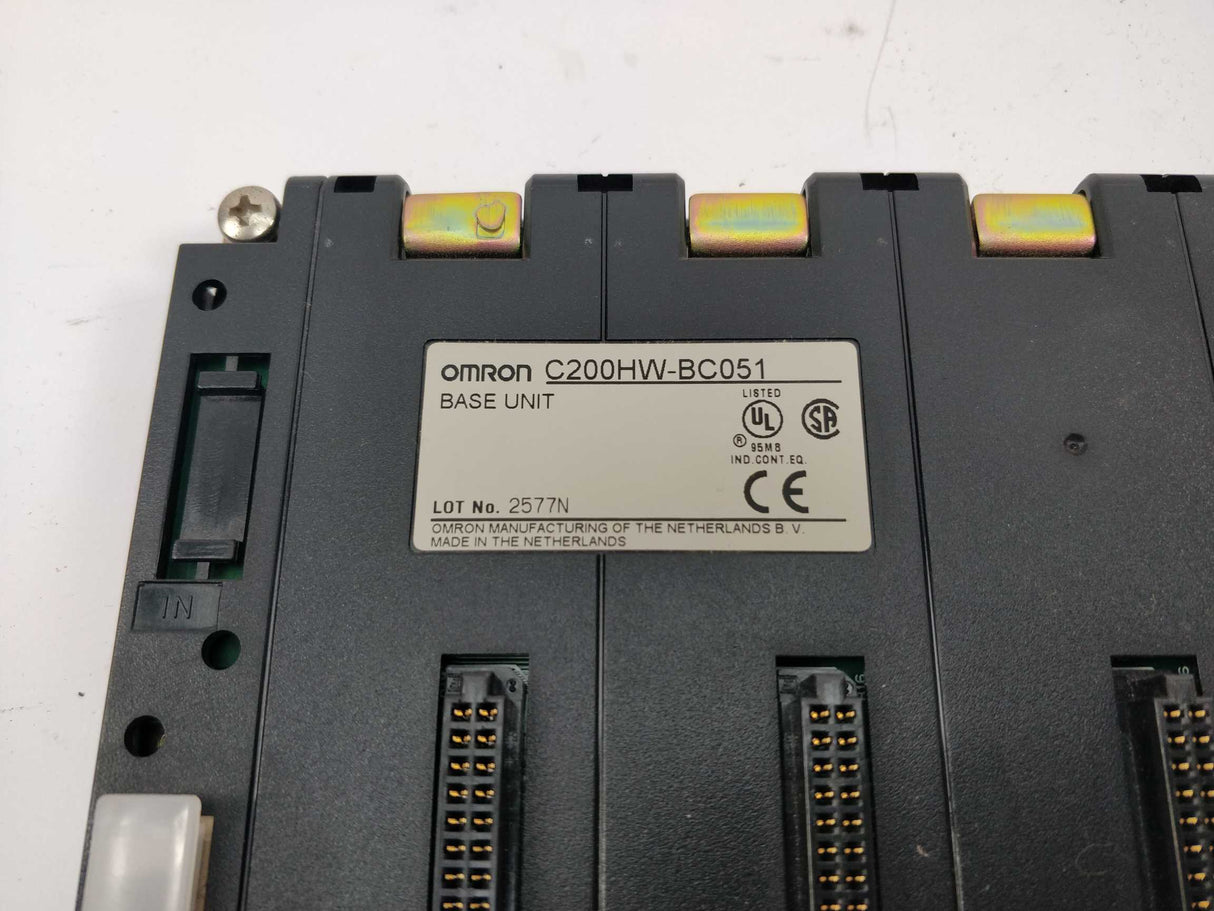 OMRON C200HW-BC051
BASE UNIT
LISTED
UL
SA
® 95M8
IND.CONT.EQ.
CE
LOT No. 2577N
OMRON MANUFACTURING OF THE NETHERLANDS B.V.
MADE IN THE NETHERLANDS
IN